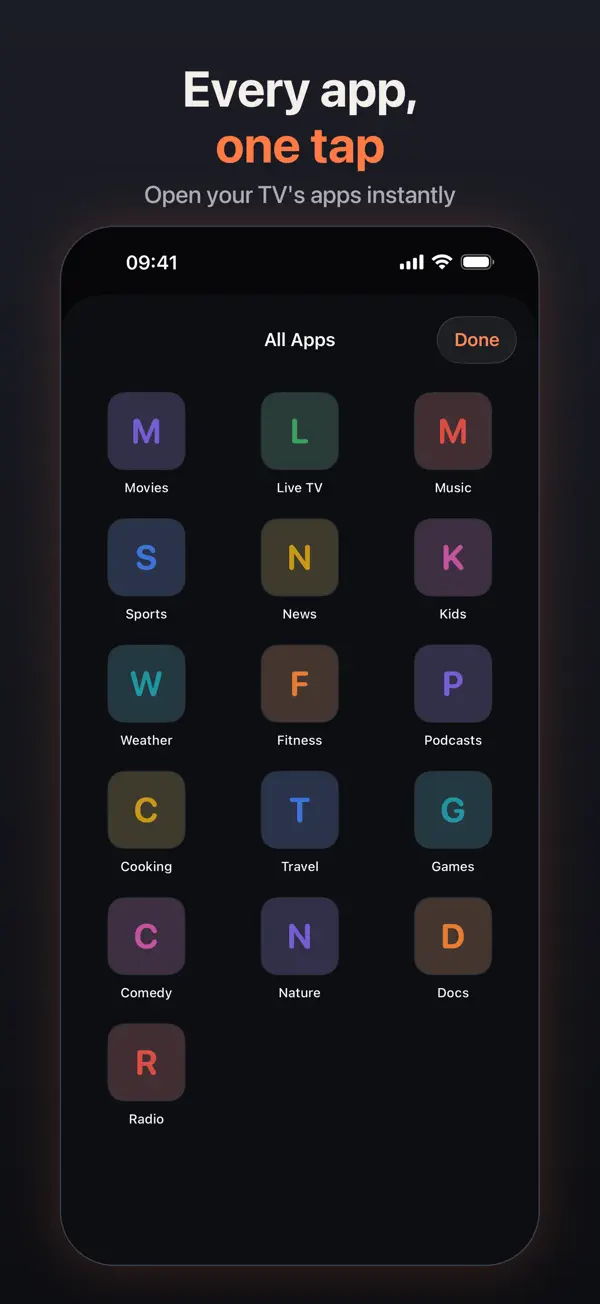 Every app,
one tap
Open your TV's apps instantly
09:41
All Apps
Done
M
L
M
Movies
Live TV
Music
S
N
K
Sports
News
Kids
W
F
P
Weather
Fitness
Podcasts
C
T
G
Cooking
Travel
Games
C
N
D
Comedy
Nature
Docs
R
Radio